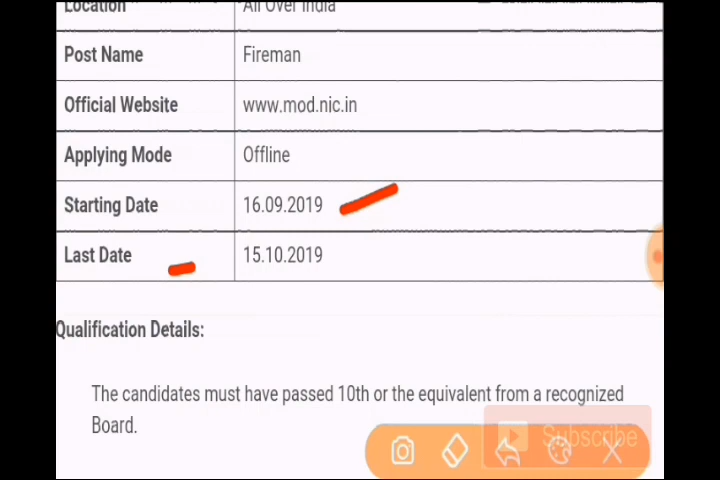 Location All Over India
Post Name Fireman
Official Website www.mod.nic.in
Applying Mode Offline
Starting Date 16.09.2019
Last Date 15.10.2019
Qualification Details:
The candidates must have passed 10th or the equivalent from a recognized
Board.
Subscribe